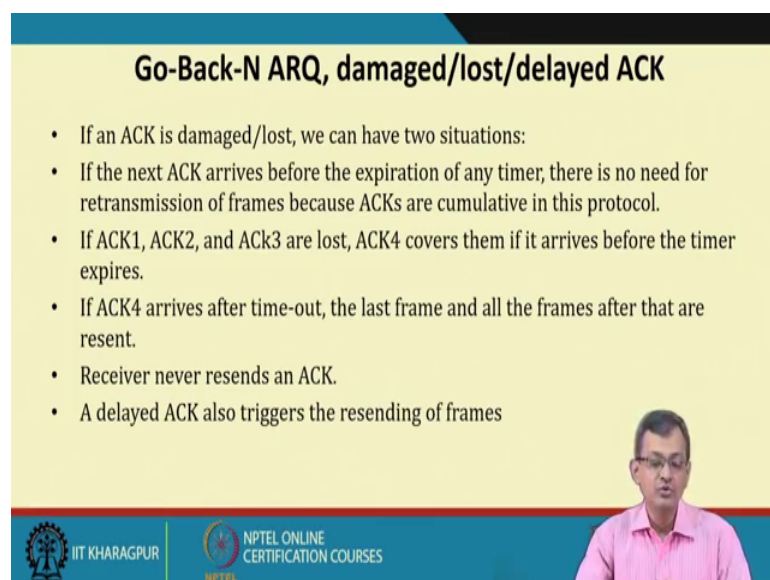 Go-Back-N ARQ, damaged/lost/delayed ACK
• If an ACK is damaged/lost, we can have two situations:
• If the next ACK arrives before the expiration of any timer, there is no need for
retransmission of frames because ACKs are cumulative in this protocol.
• If ACK1, ACK2, and ACk3 are lost, ACK4 covers them if it arrives before the timer
expires.
• If ACK4 arrives after time-out, the last frame and all the frames after that are
resent.
• Receiver never resends an ACK.
• A delayed ACK also triggers the resending of frames
IIT KHARAGPUR
NPTEL ONLINE
CERTIFICATION COURSES
NPTEL